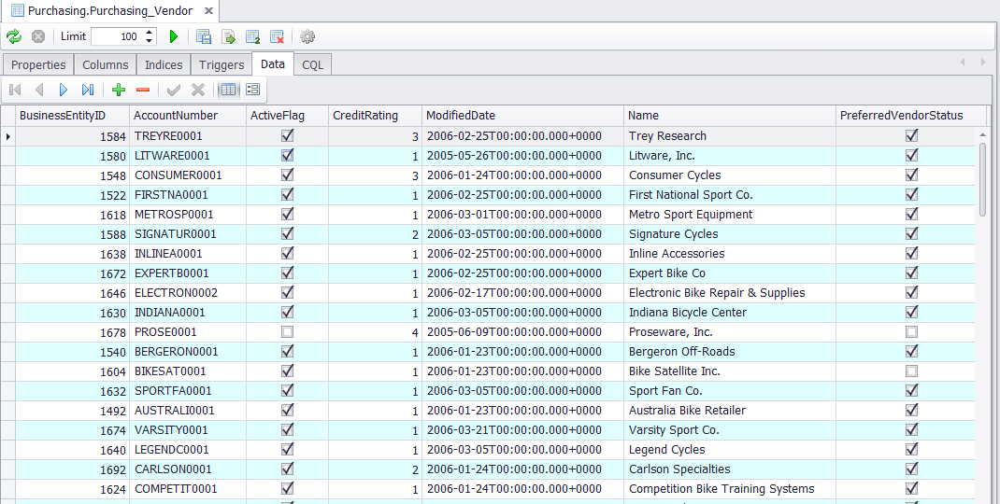 Purchasing.Purchasing_Vendor
Limit 100
Properties Columns Indices Triggers Data CQL
BusinessEntityID AccountNumber ActiveFlag CreditRating ModifiedDate Name PreferredVendorStatus
1584 TREYRE0001 3 2006-02-25T00:00:00.000+0000 Trey Research
1580 LITWARE0001 1 2005-05-26T00:00:00.000+0000 Litware, Inc.
1548 CONSUMER0001 3 2006-01-24T00:00:00.000+0000 Consumer Cycles
1522 FIRSTNA0001 1 2006-02-25T00:00:00.000+0000 First National Sport Co.
1618 METROSP0001 1 2006-03-01T00:00:00.000+0000 Metro Sport Equipment
1588 SIGNATUR0001 2 2006-03-05T00:00:00.000+0000 Signature Cycles
1638 INLINEA0001 1 2006-02-25T00:00:00.000+0000 Inline Accessories
1672 EXPERTB0001 1 2006-02-25T00:00:00.000+0000 Expert Bike Co
1646 ELECTRON0002 1 2006-02-17T00:00:00.000+0000 Electronic Bike Repair & Supplies
1630 INDIANA0001 1 2006-03-05T00:00:00.000+0000 Indiana Bicycle Center
1678 PROSE0001 4 2005-06-09T00:00:00.000+0000 Proseware, Inc.
1540 BERGERON0001 1 2006-01-23T00:00:00.000+0000 Bergeron Off-Roads
1604 BIKESAT0001 1 2006-01-23T00:00:00.000+0000 Bike Satellite Inc.
1632 SPORTFA0001 1 2006-03-05T00:00:00.000+0000 Sport Fan Co.
1492 AUSTRALI0001 1 2006-01-23T00:00:00.000+0000 Australia Bike Retailer
1674 VARSITY0001 1 2006-03-21T00:00:00.000+0000 Varsity Sport Co.
1640 LEGENDC0001 1 2006-03-05T00:00:00.000+0000 Legend Cycles
1692 CARLSON0001 2 2006-01-24T00:00:00.000+0000 Carlson Specialties
1624 COMPETIT0001 1 2006-01-24T00:00:00.000+0000 Competition Bike Training Systems